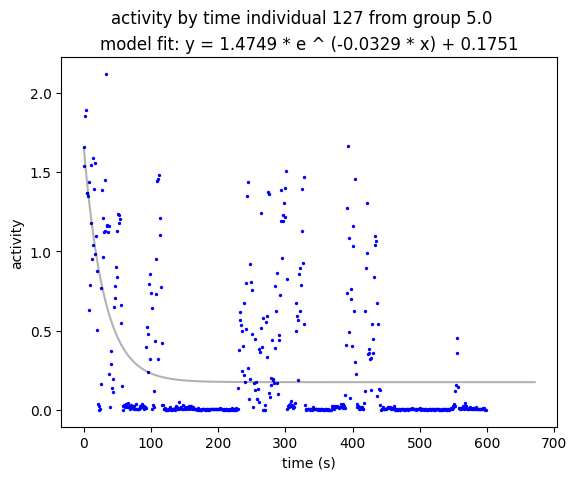 activity by time individual 127 from group 5.0
model fit: y = 1.4749 * e ^ (-0.0329 * x) + 0.1751
2.0
1.5
1.0
0.5
0.0
activity
0 100 200 300 400 500 600 700
time (s)